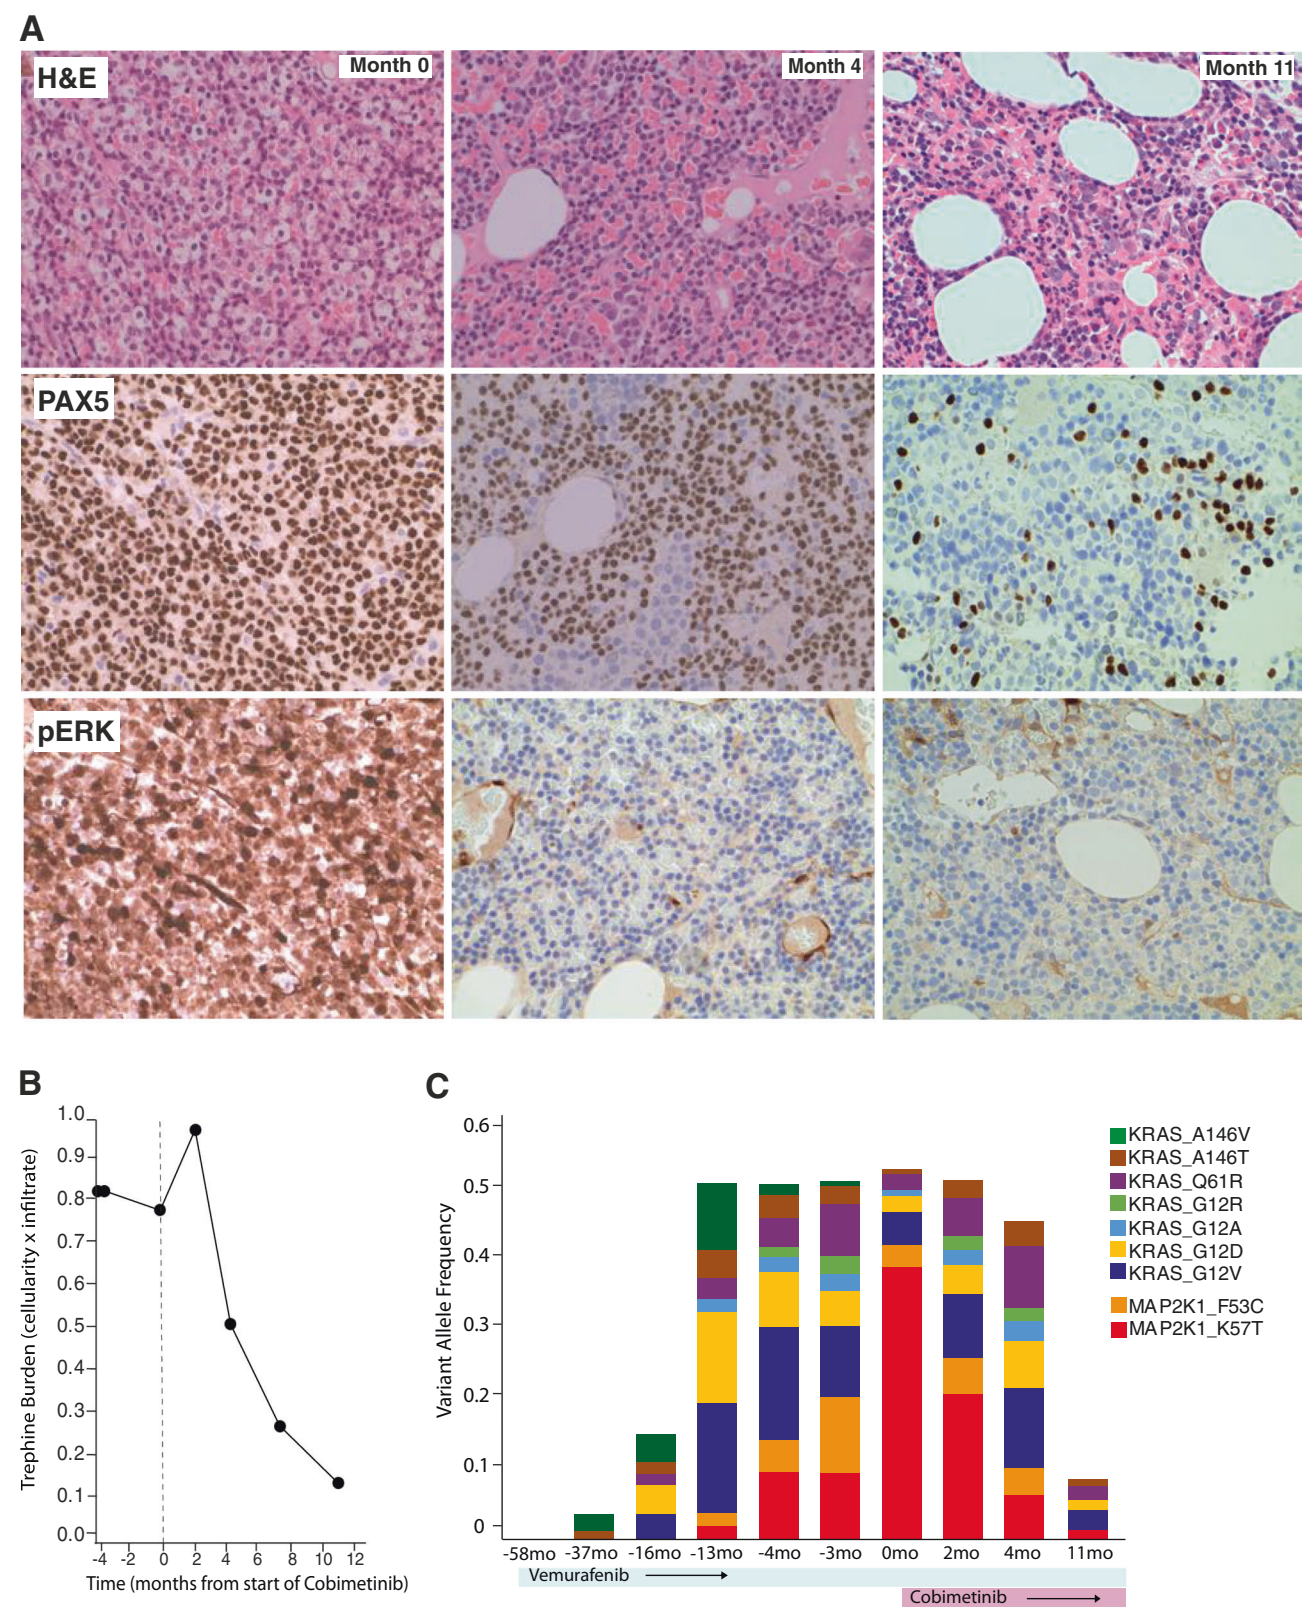 A
H&E
Month 0
Month 4
Month 11
PAX5
pERK
B
1.0
0.9
0.8
0.7
0.6
0.5
0.4
0.3
0.2
0.1
0.0
Trephine Burden (cellularity x infiltrate)
-4 -2 0 2 4 6 8 10 12
Time (months from start of Cobimetinib)
C
0.6
0.5
0.4
0.3
0.2
0.1
0
Variant Allele Frequency
KRAS_A146V
KRAS_A146T
KRAS_Q61R
KRAS_G12R
KRAS_G12A
KRAS_G12D
KRAS_G12V
MAP2K1_F53C
MAP2K1_K57T
-58mo -37mo -16mo -13mo -4mo -3mo 0mo 2mo 4mo 11mo
Vemurafenib
Cobimetinib